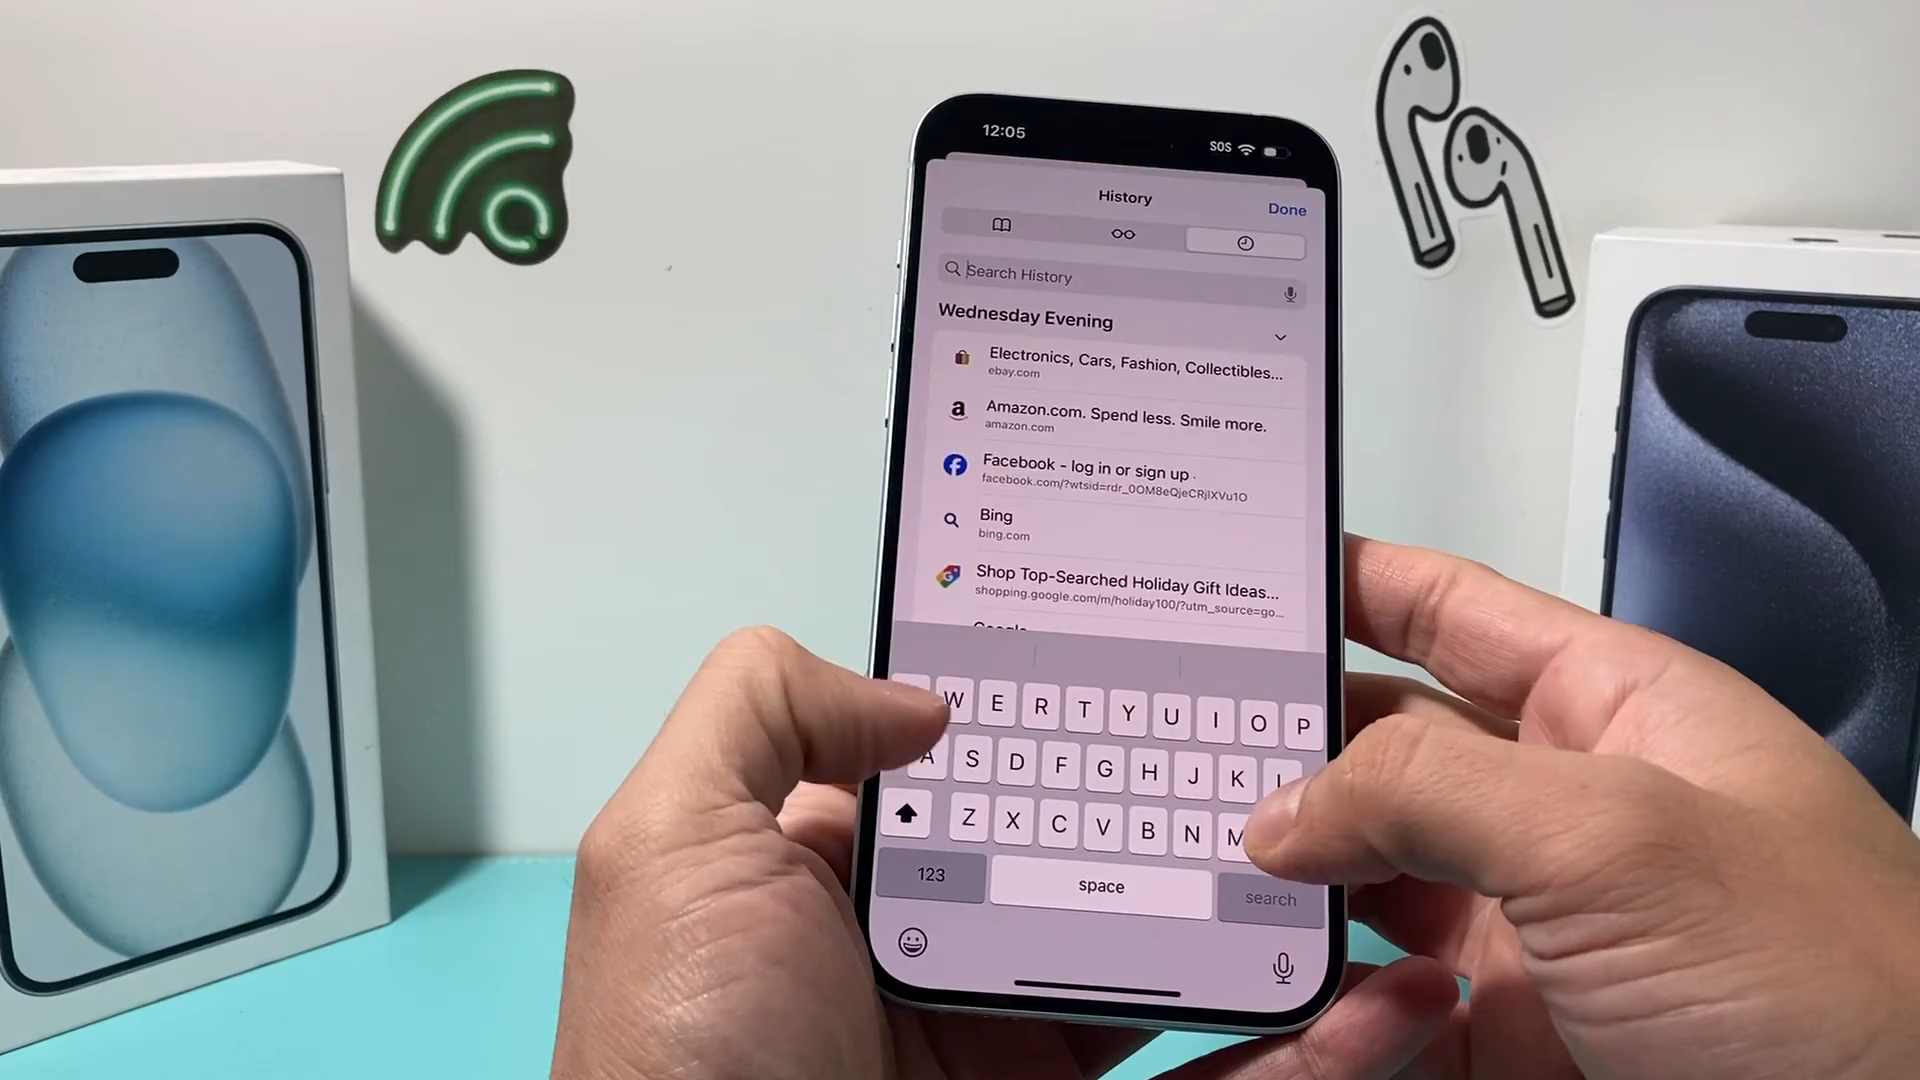 12:05
SOS
History
Done
Search History
Wednesday Evening
Electronics, Cars, Fashion, Collectibles...
ebay.com
a
Amazon.com. Spend less. Smile more.
amazon.com
Facebook - log in or sign up
facebook.com/?wtsid=rdr_0OM8eQjeCRjIXVu1O
Bing
bing.com
Shop Top-Searched Holiday Gift Ideas...
shopping.google.com/m/holiday100/?utm_source=go...
Google
W E R T Y U I O P
A S D F G H J K L
Z X C V B N M
123
space
search